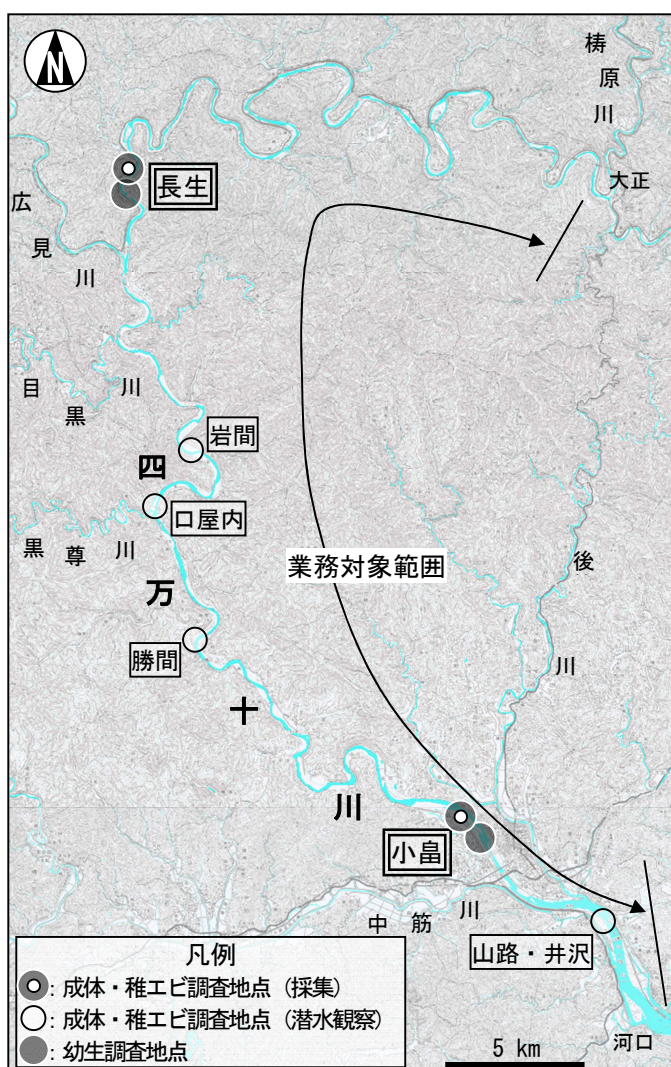 N
梼原川
大正
長生
広見川
目黒川
岩間
四万十川
口屋内
黒尊川
業務対象範囲
後川
勝間
小畠
中筋川
山路・井沢
河口
凡例
: 成体・稚エビ調査地点 (採集)
: 成体・稚エビ調査地点 (潜水観察)
: 幼生調査地点
5 km